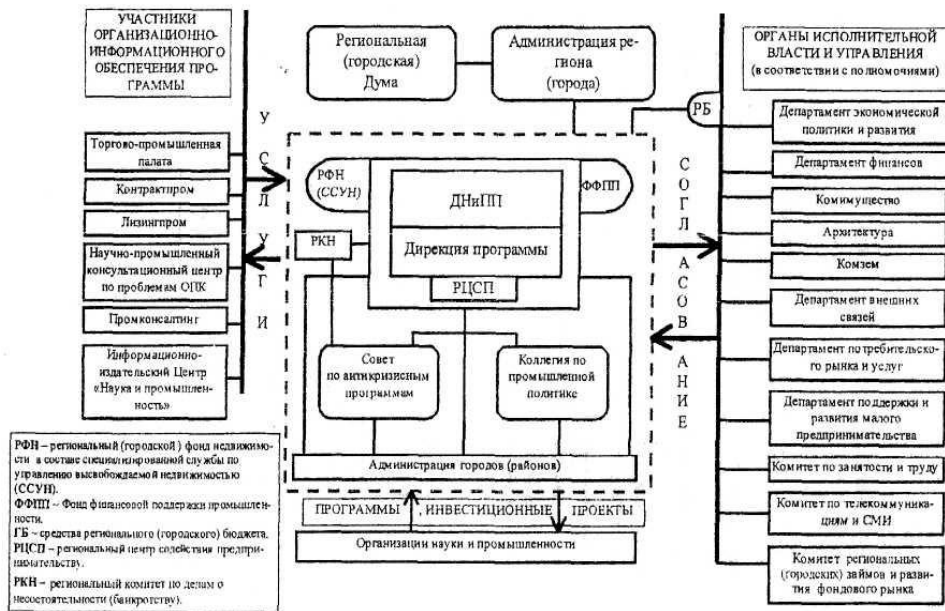 УЧАСТНИКИ
ОРГАНИЗАЦИОННО-
ИНФОРМАЦИОННОГО
ОБЕСПЕЧЕНИЯ ПРО-
ГРАММЫ
Торгово-промышленная
палата
Контрактпром
Лизингпром
Научно-промышленный
консультационный центр
по проблемам ОПК
Промконсалтинг
Информационно-
издательский Центр
«Наука и промышлен-
ность»
УСЛУГИ
Региональная
(городская)
Дума
Администрация ре-
гиона
(города)
РБ
РФН
(ССУН)
ФФПП
ДНиПП
Дирекция программы
РЦСП
РКН
Совет
по антикризисным
программам
Коллегия по
промышленной
политике
Администрация городов (районов)
ПРОГРАММЫ , ИНВЕСТИЦИОННЫЕ ПРОЕКТЫ
Организации науки и промышленности
СОГЛАСОВАНИЕ
ОРГАНЫ ИСПОЛНИТЕЛЬНОЙ
ВЛАСТИ И УПРАВЛЕНИЯ
(в соответствии с полномочиями)
Департамент экономической
политики и развития
Департамент финансов
Комимущество
Архитектура
Комзем
Департамент внешних
связей
Департамент потребительско-
го рынка и услуг
Департамент поддержки и
развития малого
предпринимательства
Комитет по занятости и труду
Комитет по телекоммуника-
циям и СМИ
Комитет региональных
(городских) займов и разви-
тия фондового рынка
РФН – региональный (городской) фонд недвижимо-
сти в составе специализированной службы по
управлению высвобождаемой недвижимостью
(ССУН).
ФФПП – Фонд финансовой поддержки промышлен-
ности.
ГБ – средства регионального (городского) бюджета.
РЦСП – региональный центр содействия предпри-
нимательству.
РКН – региональный комитет по делам о
несостоятельности (банкротству).